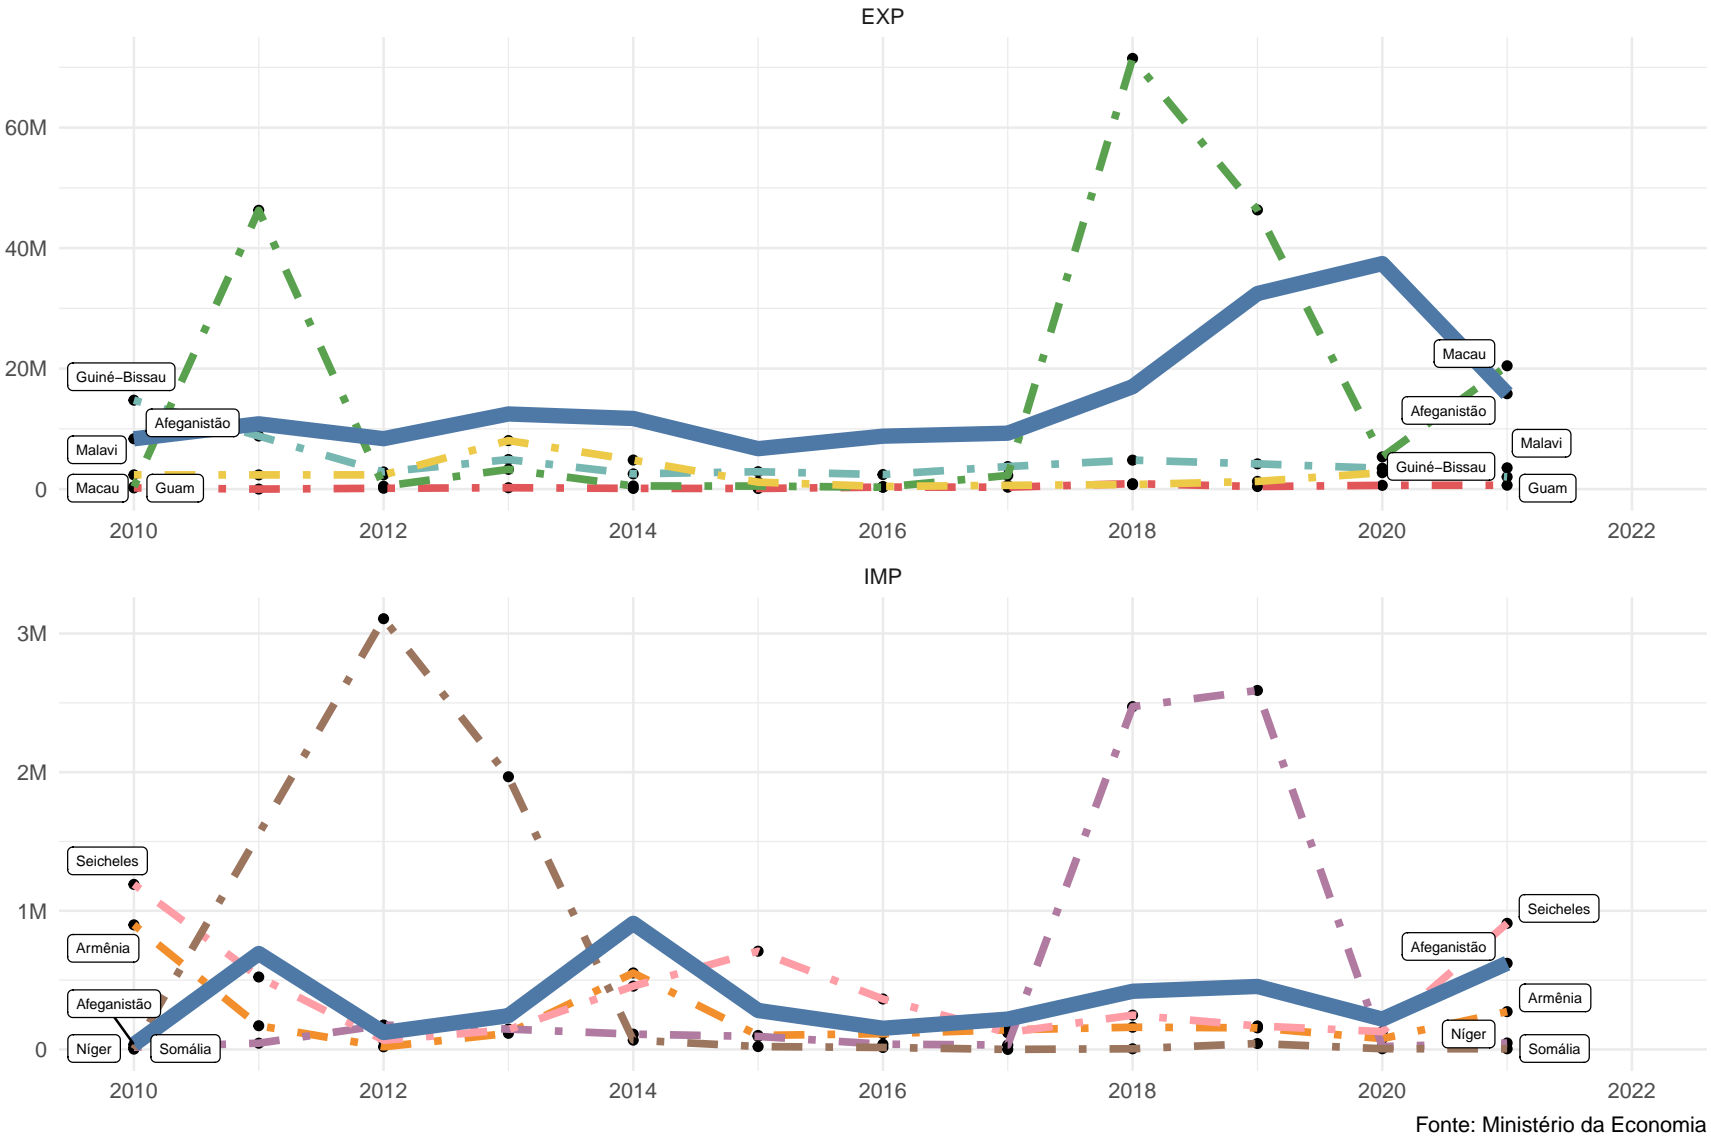 EXP
60M
40M
20M
0
Guiné−Bissau
Afeganistão
Malavi
Macau
Guam
Macau
Afeganistão
Malavi
Guiné−Bissau
Guam
2010 2012 2014 2016 2018 2020 2022
IMP
3M
2M
1M
0
Seicheles
Armênia
Afeganistão
Níger
Somália
Seicheles
Afeganistão
Armênia
Níger
Somália
2010 2012 2014 2016 2018 2020 2022
Fonte: Ministério da Economia